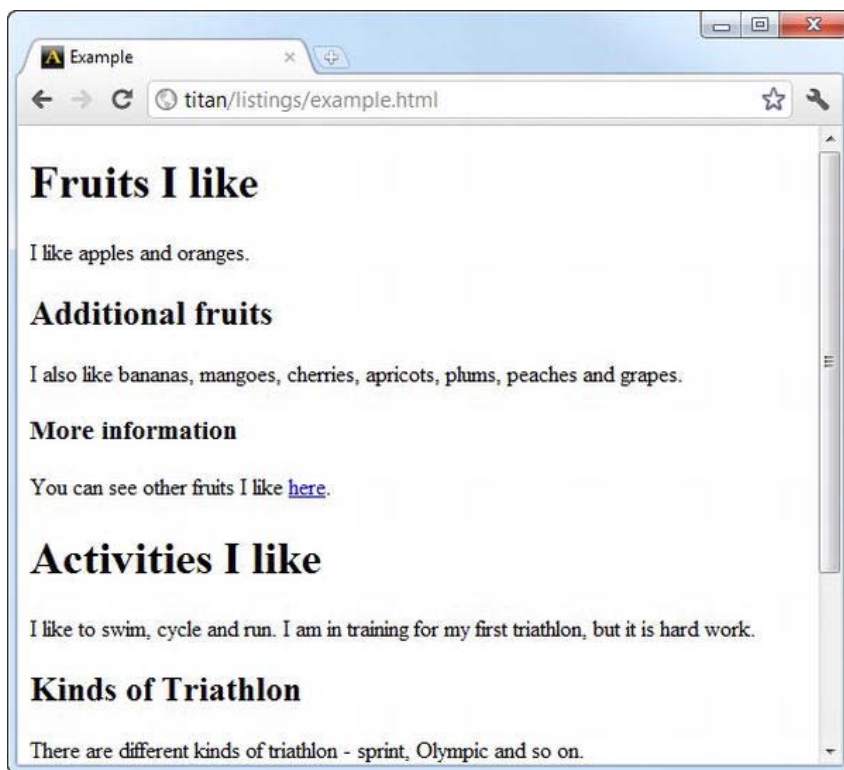 Example
titan/listings/example.html
Fruits I like
I like apples and oranges.
Additional fruits
I also like bananas, mangoes, cherries, apricots, plums, peaches and grapes.
More information
You can see other fruits I like here.
Activities I like
I like to swim, cycle and run. I am in training for my first triathlon, but it is hard work.
Kinds of Triathlon
There are different kinds of triathlon - sprint, Olympic and so on.